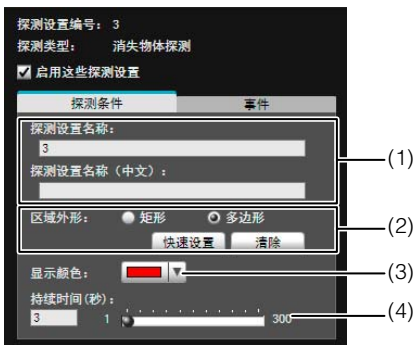 探测设置编号: 3
探测类型: 消失物体探测
启用这些探测设置
探测条件 事件
探测设置名称:
3
(1)
探测设置名称（中文）:
区域外形: 矩形 多边形
(2)
快速设置 清除
显示颜色:
(3)
持续时间(秒):
3 1 300
(4)